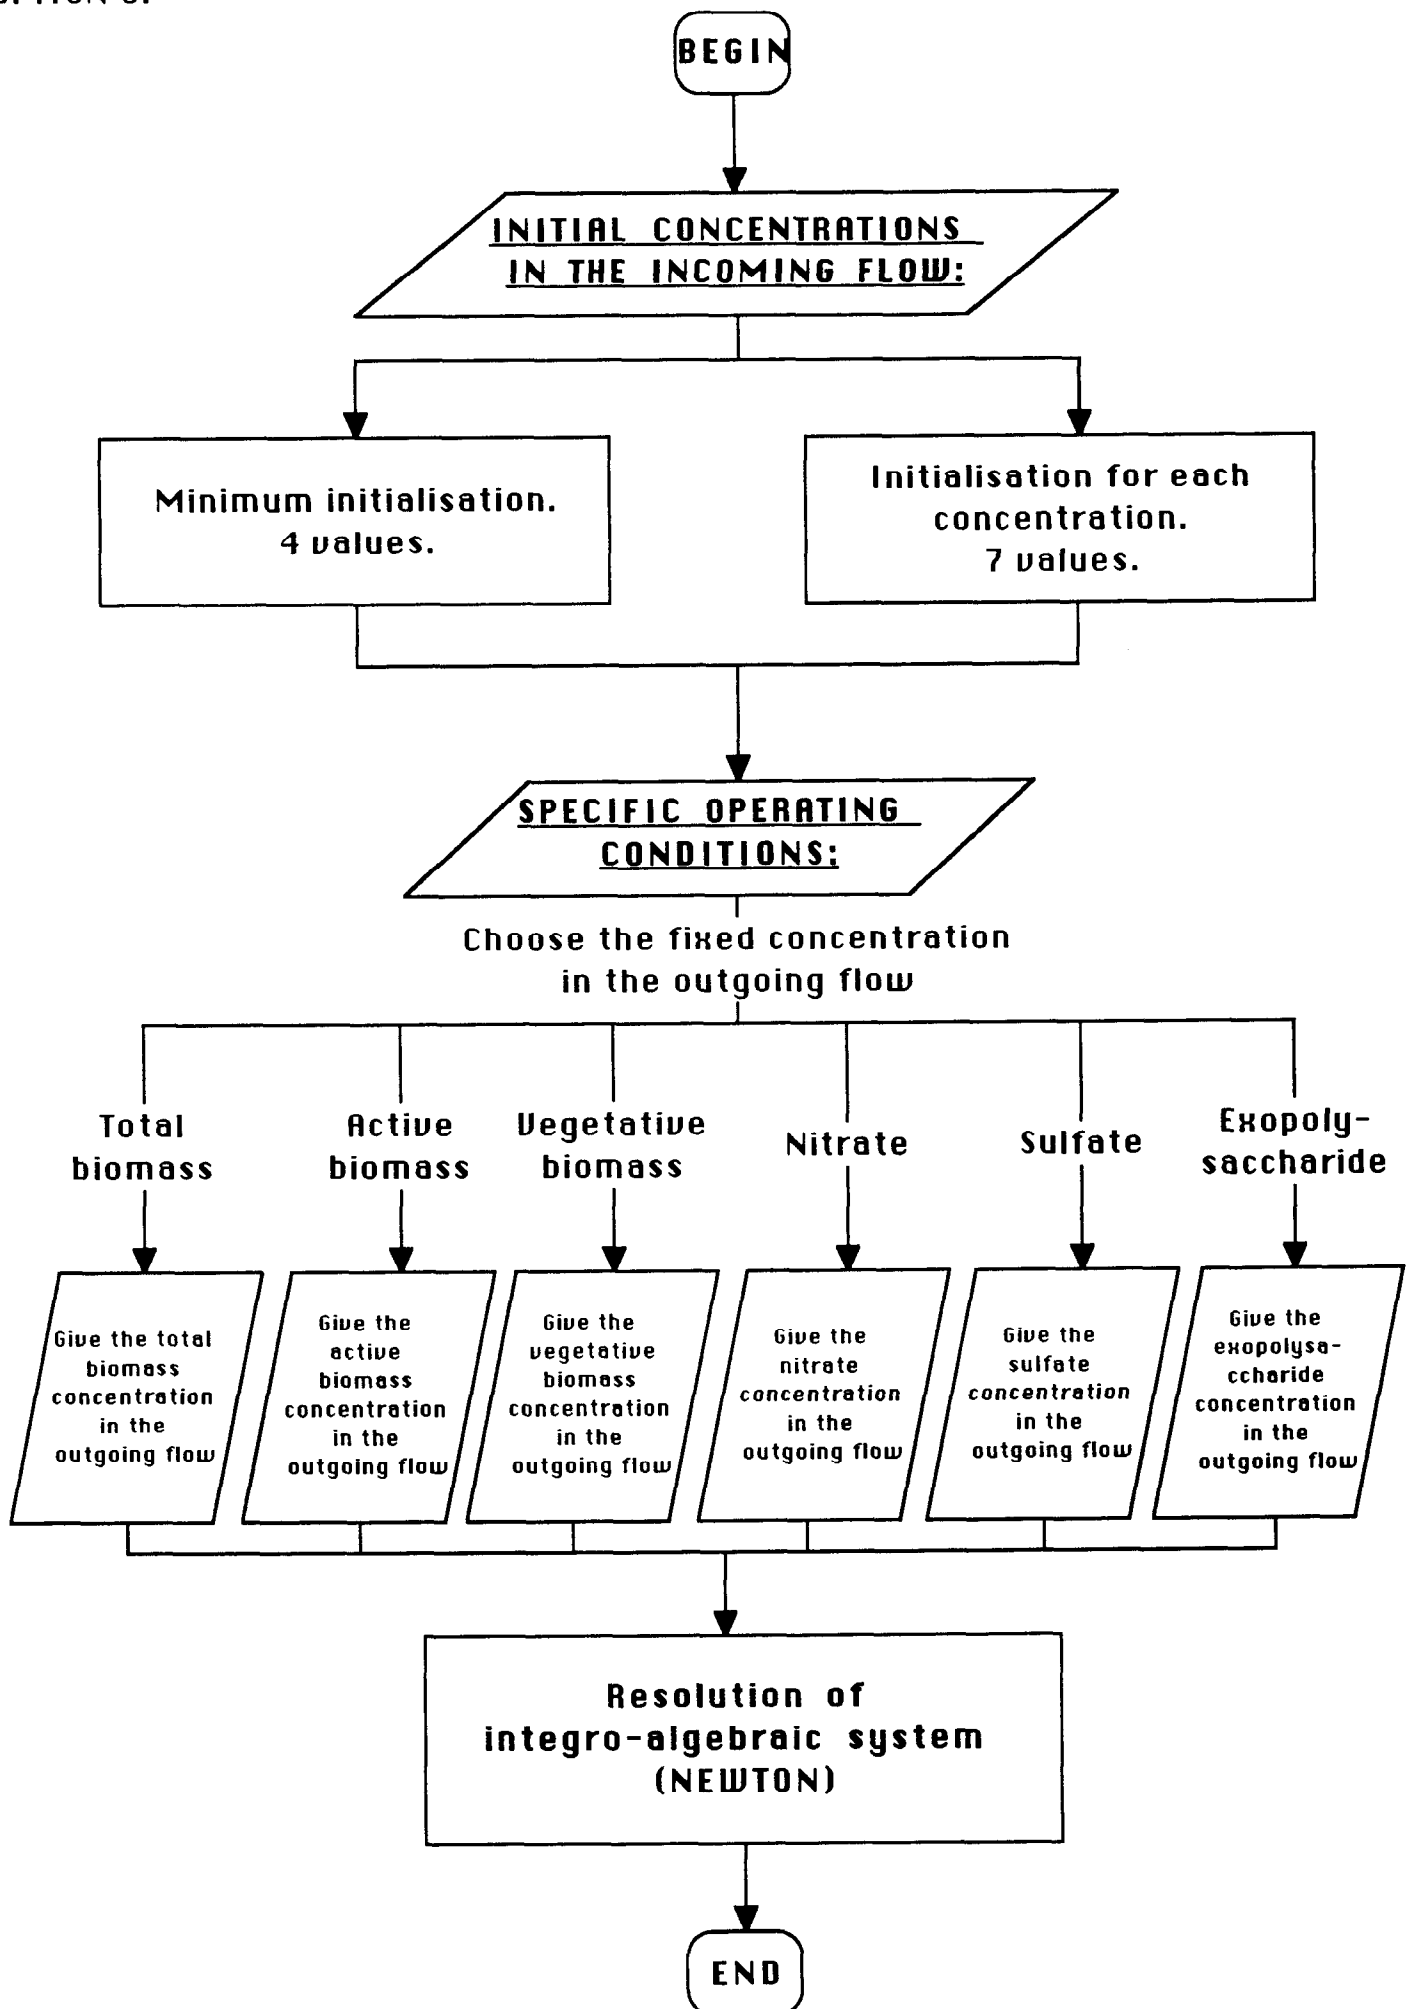 BEGIN
INITIAL CONCENTRATIONS
IN THE INCOMING FLOW:
Minimum initialisation.
4 values.
Initialisation for each
concentration.
7 values.
SPECIFIC OPERATING
CONDITIONS:
Choose the fixed concentration
in the outgoing flow
Total
biomass
Active
biomass
Vegetative
biomass
Nitrate
Sulfate
Exopoly-
saccharide
Give the total
biomass
concentration
in the
outgoing flow
Give the
active
biomass
concentration
in the
outgoing flow
Give the
vegetative
biomass
concentration
in the
outgoing flow
Give the
nitrate
concentration
in the
outgoing flow
Give the
sulfate
concentration
in the
outgoing flow
Give the
exopolysa-
ccharide
concentration
in the
outgoing flow
Resolution of
integro-algebraic system
(NEWTON)
END